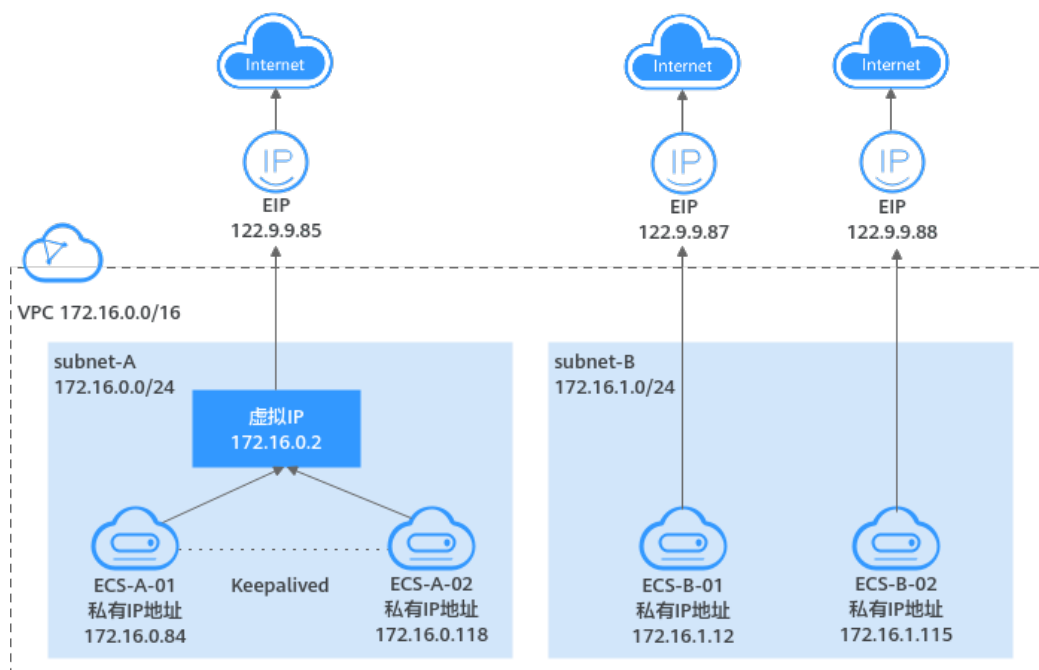 Internet
Internet
Internet
IP
IP
IP
EIP
122.9.9.85
EIP
122.9.9.87
EIP
122.9.9.88
VPC 172.16.0.0/16
subnet-A
172.16.0.0/24
subnet-B
172.16.1.0/24
虚拟IP
172.16.0.2
ECS-A-01
私有IP地址
172.16.0.84
Keepalived
ECS-A-02
私有IP地址
172.16.0.118
ECS-B-01
私有IP地址
172.16.1.12
ECS-B-02
私有IP地址
172.16.1.115